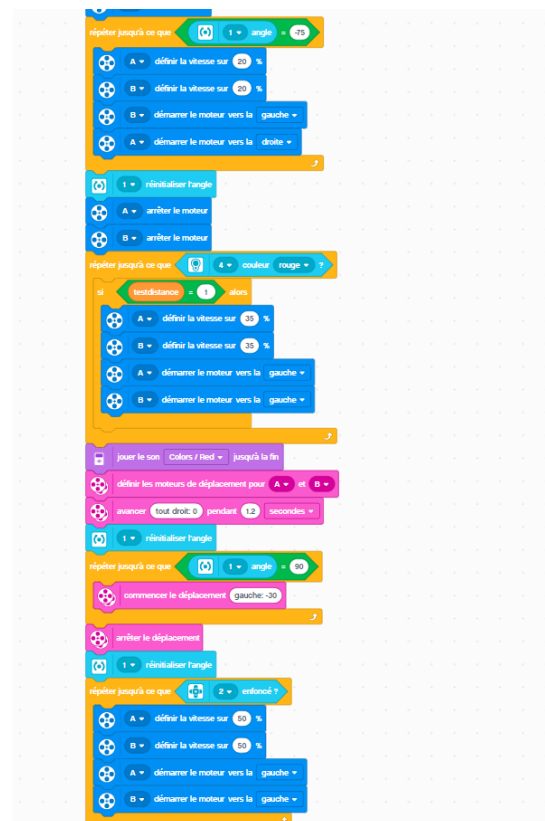 répéter jusqu'à ce que 1 angle = -75
A définir la vitesse sur 20 %
B définir la vitesse sur 20 %
B démarrer le moteur vers la gauche
A démarrer le moteur vers la droite
1 réinitialiser l'angle
A arrêter le moteur
B arrêter le moteur
répéter jusqu'à ce que 4 couleur rouge ?
si testdistance = 1 alors
A définir la vitesse sur 35 %
B définir la vitesse sur 35 %
A démarrer le moteur vers la gauche
B démarrer le moteur vers la gauche
jouer le son Colors / Red jusqu'à la fin
définir les moteurs de déplacement pour A et B
avancer tout droit: 0 pendant 1.2 secondes
1 réinitialiser l'angle
répéter jusqu'à ce que 1 angle = 90
commencer le déplacement gauche: -30
arrêter le déplacement
1 réinitialiser l'angle
répéter jusqu'à ce que 2 enfoncé ?
A définir la vitesse sur 50 %
B définir la vitesse sur 50 %
A démarrer le moteur vers la gauche
B démarrer le moteur vers la gauche